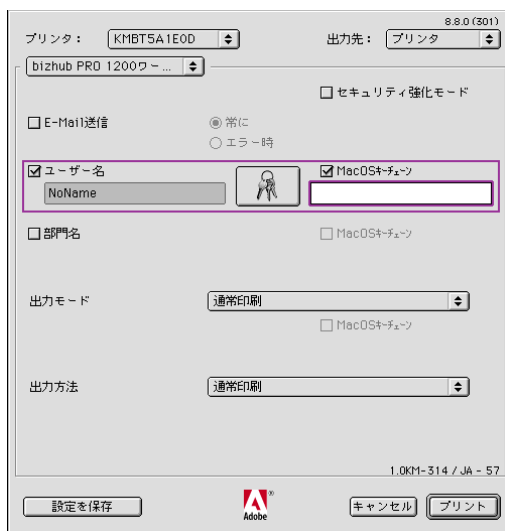 8.8.0 (301)
プリンタ： KMBT5A1E0D 出力先： プリンタ
bizhub PRO 1200ワー...
セキュリティ強化モード
E-Mail送信 常に
エラー時
ユーザー名 MacOSｷｰﾁｪｰﾝ
NoName
部門名 MacOSｷｰﾁｪｰﾝ
出力モード 通常印刷
MacOSｷｰﾁｪｰﾝ
出力方法 通常印刷
1.0KM-314 / JA - 57
設定を保存 Adobe ® キャンセル プリント